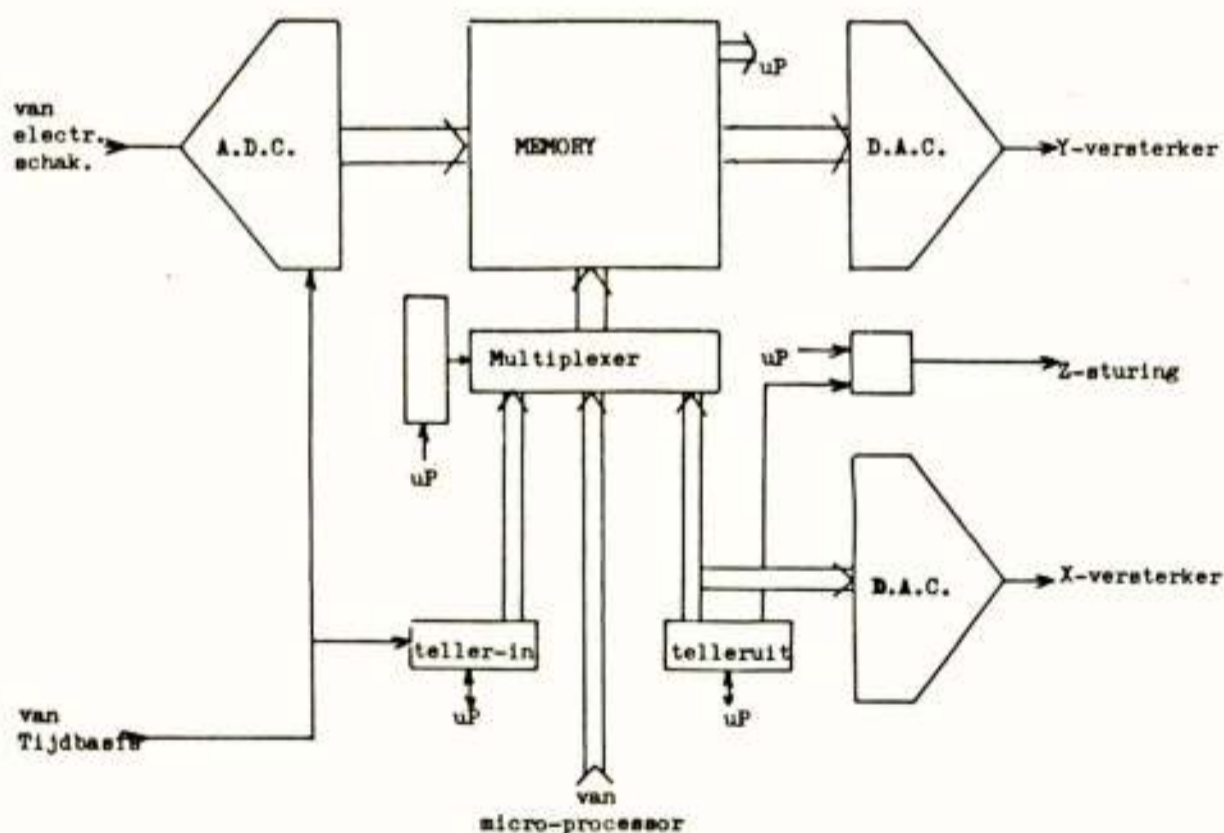 van
electr.
schak.
A.D.C.
MEMORY
uP
D.A.C.
Y-versterker
Multiplexer
uP
uP
Z-sturing
D.A.C.
X-versterker
teller-in
telleruit
uP
uP
van
Tijdbasis
van
micro-processor